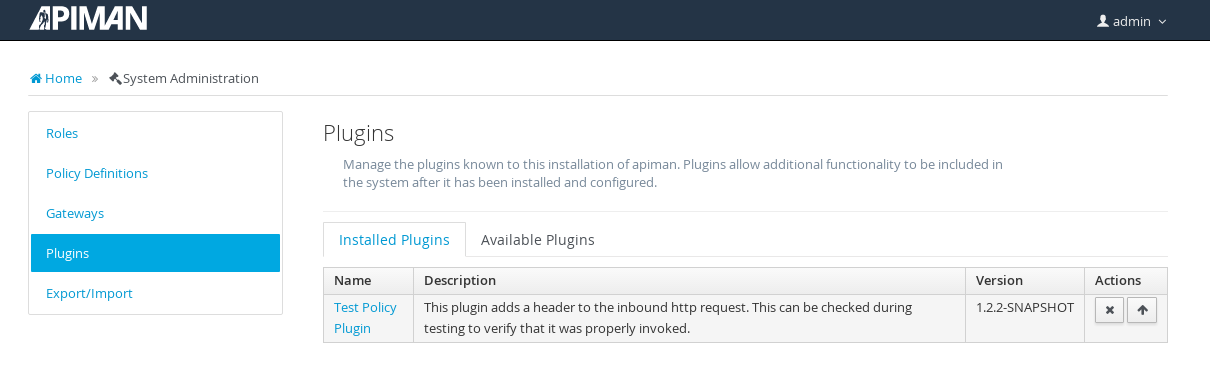 APIMAN
admin
Home » System Administration
Roles
Policy Definitions
Gateways
Plugins
Export/Import
Plugins
Manage the plugins known to this installation of apiman. Plugins allow additional functionality to be included in
the system after it has been installed and configured.
Installed Plugins Available Plugins
Name Description Version Actions
Test Policy
Plugin
This plugin adds a header to the inbound http request. This can be checked during
testing to verify that it was properly invoked.
1.2.2-SNAPSHOT